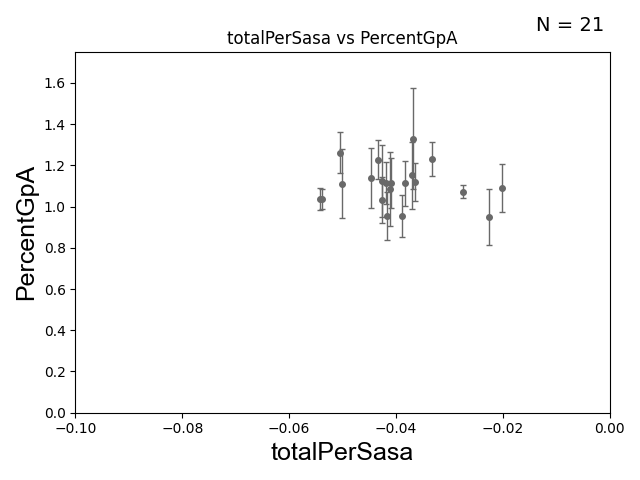 N = 21
totalPerSasa vs PercentGpA
PercentGpA
1.6
1.4
1.2
1.0
0.8
0.6
0.4
0.2
0.0
−0.10 −0.08 −0.06 −0.04 −0.02 0.00
totalPerSasa